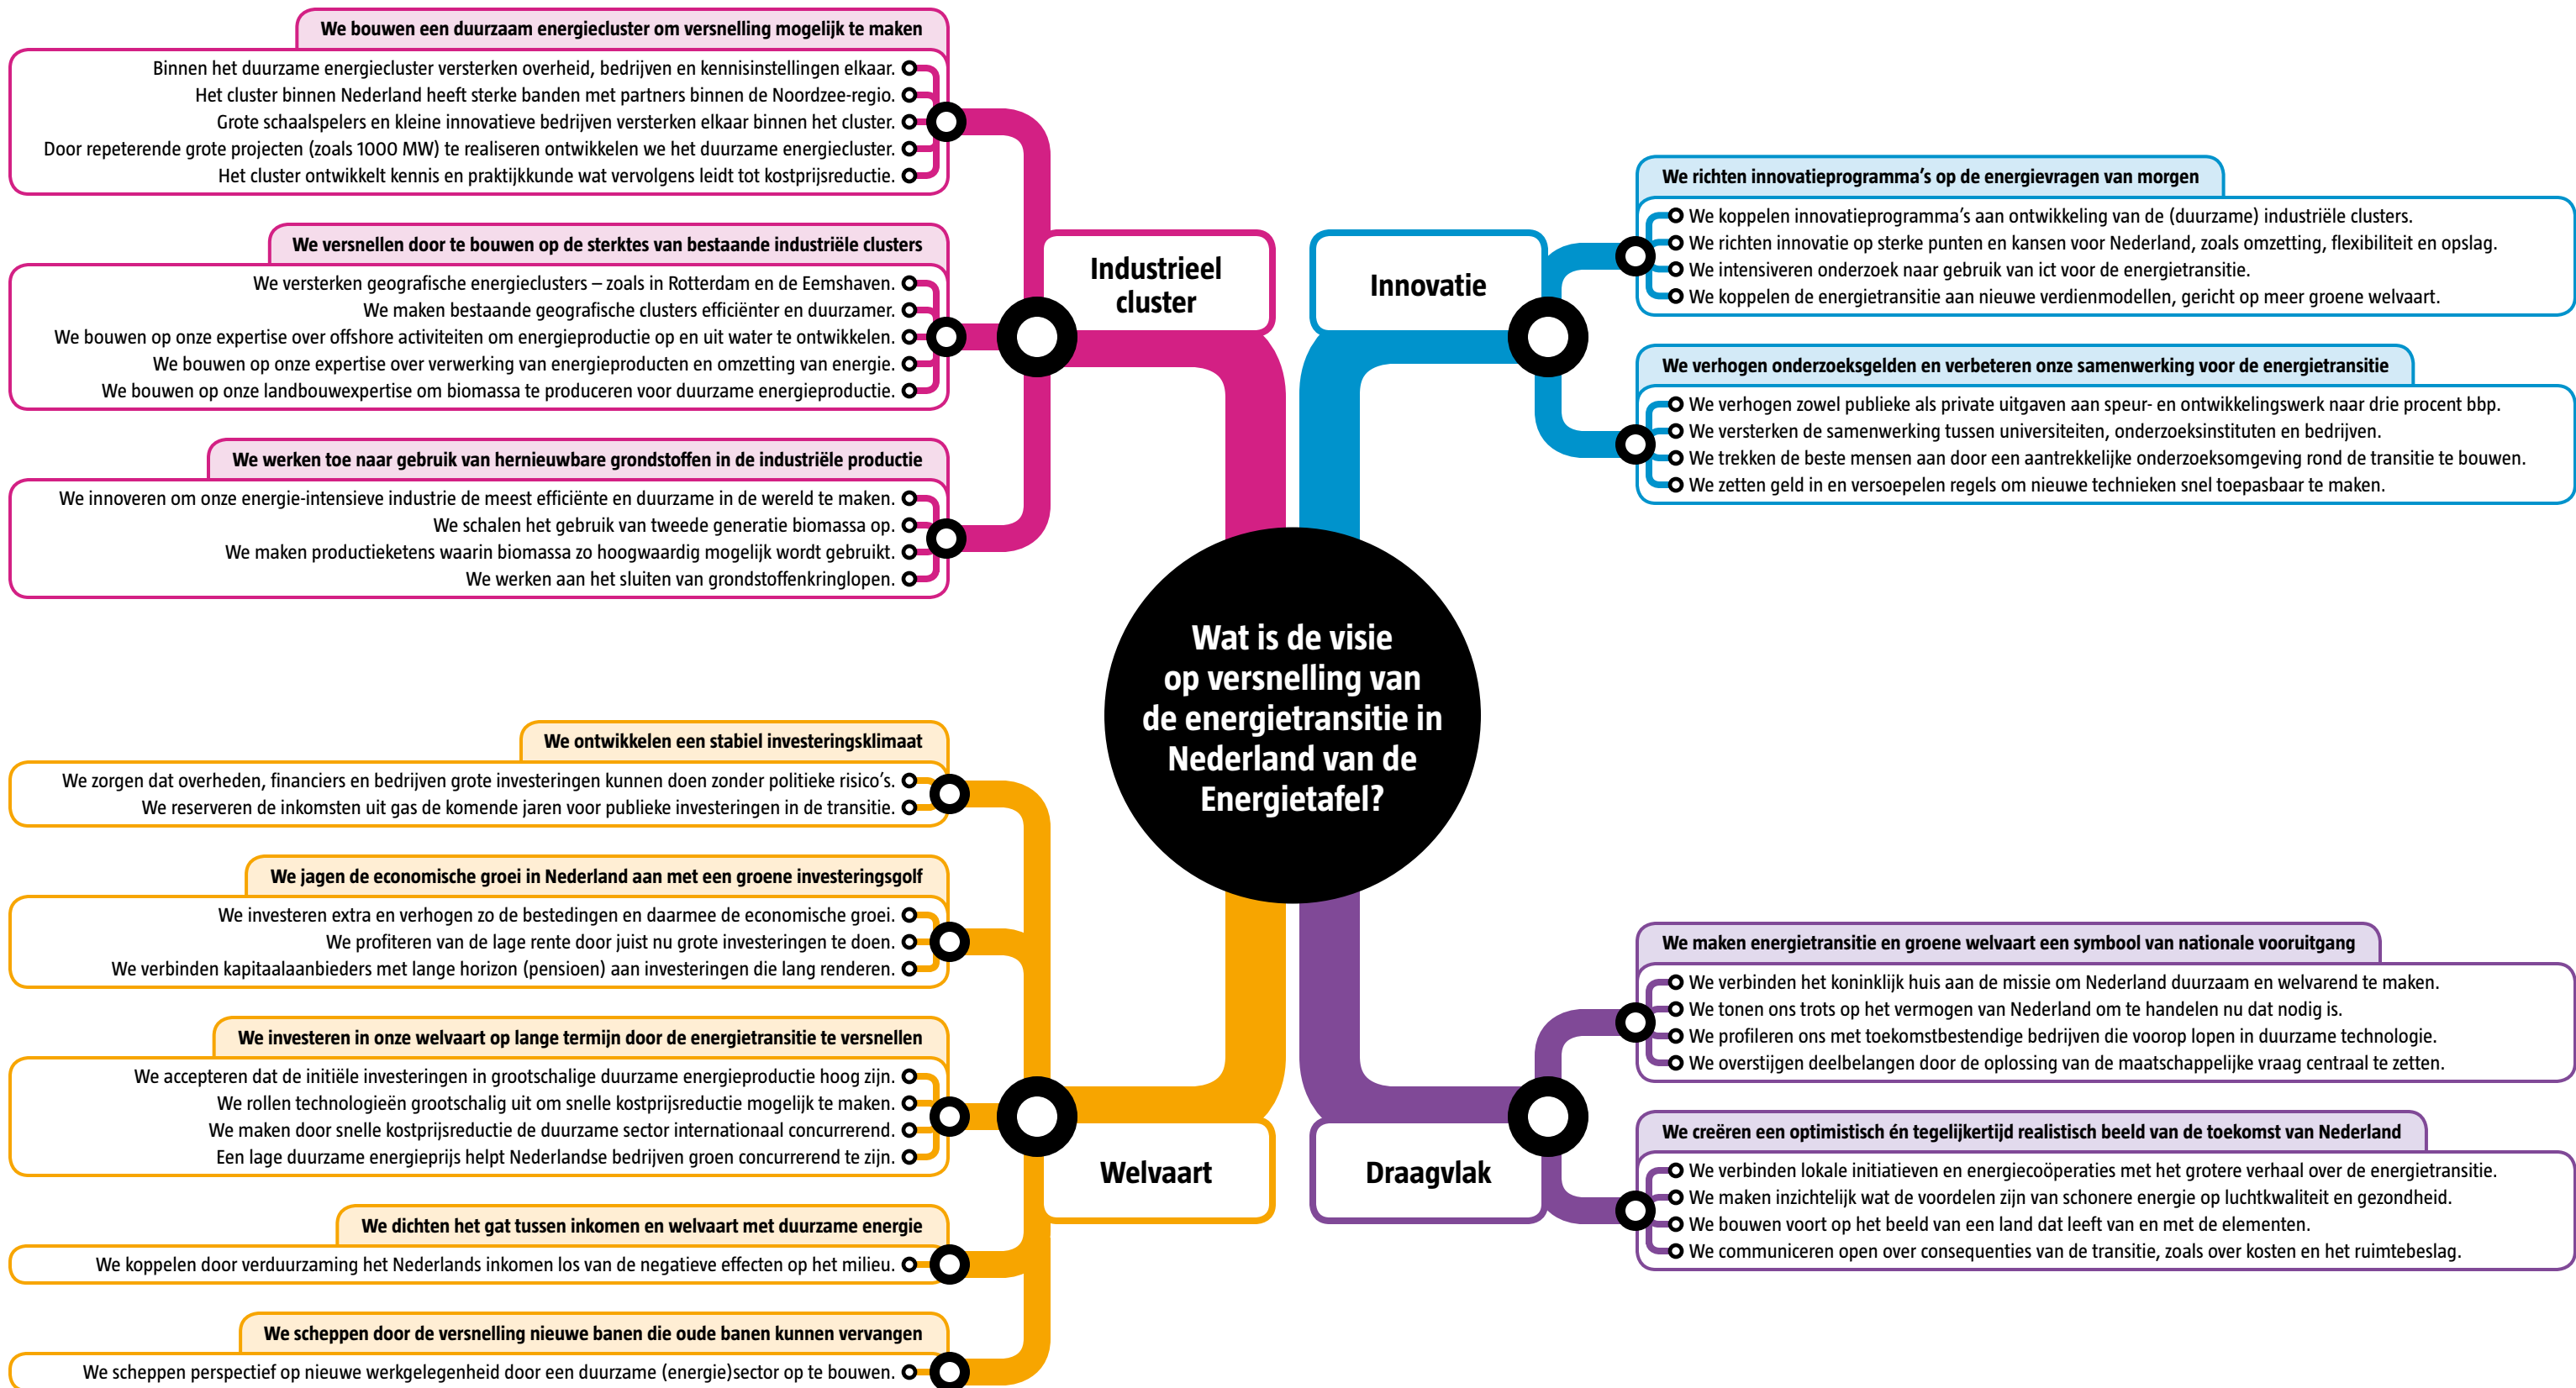 We bouwen een duurzaam energiecluster om versnelling mogelijk te maken
Binnen het duurzame energiecluster versterken overheid, bedrijven en kennisinstellingen elkaar.
Het cluster binnen Nederland heeft sterke banden met partners binnen de Noordzee-regio.
Grote schaalspelers en kleine innovatieve bedrijven versterken elkaar binnen het cluster.
Door repeterende grote projecten (zoals 1000 MW) te realiseren ontwikkelen we het duurzame energiecluster.
Het cluster ontwikkelt kennis en praktijkkunde wat vervolgens leidt tot kostprijsreductie.
We versnellen door te bouwen op de sterktes van bestaande industriële clusters
We versterken geografische energieclusters – zoals in Rotterdam en de Eemshaven.
We maken bestaande geografische clusters efficiënter en duurzamer.
We bouwen op onze expertise over offshore activiteiten om energieproductie op en uit water te ontwikkelen.
We bouwen op onze expertise over verwerking van energieproducten en omzetting van energie.
We bouwen op onze landbouwexpertise om biomassa te produceren voor duurzame energieproductie.
We werken toe naar gebruik van hernieuwbare grondstoffen in de industriële productie
We innoveren om onze energie-intensieve industrie de meest efficiënte en duurzame in de wereld te maken.
We schalen het gebruik van tweede generatie biomassa op.
We maken productieketens waarin biomassa zo hoogwaardig mogelijk wordt gebruikt.
We werken aan het sluiten van grondstoffenkringlopen.
Industrieel
cluster
Innovatie
We richten innovatieprogramma's op de energievragen van morgen
We koppelen innovatieprogramma's aan ontwikkeling van de (duurzame) industriële clusters.
We richten innovatie op sterke punten en kansen voor Nederland, zoals omzetting, flexibiliteit en opslag.
We intensiveren onderzoek naar gebruik van ict voor de energietransitie.
We koppelen de energietransitie aan nieuwe verdienmodellen, gericht op meer groene welvaart.
We verhogen onderzoeksgelden en verbeteren onze samenwerking voor de energietransitie
We verhogen zowel publieke als private uitgaven aan speur- en ontwikkelingswerk naar drie procent bbp.
We versterken de samenwerking tussen universiteiten, onderzoeksinstituten en bedrijven.
We trekken de beste mensen aan door een aantrekkelijke onderzoeksomgeving rond de transitie te bouwen.
We zetten geld in en versoepelen regels om nieuwe technieken snel toepasbaar te maken.
Wat is de visie
op versnelling van
de energietransitie in
Nederland van de
Energietafel?
We ontwikkelen een stabiel investeringsklimaat
We zorgen dat overheden, financiers en bedrijven grote investeringen kunnen doen zonder politieke risico's.
We reserveren de inkomsten uit gas de komende jaren voor publieke investeringen in de transitie.
We jagen de economische groei in Nederland aan met een groene investeringsgolf
We investeren extra en verhogen zo de bestedingen en daarmee de economische groei.
We profiteren van de lage rente door juist nu grote investeringen te doen.
We verbinden kapitaalaanbieders met lange horizon (pensioen) aan investeringen die lang renderen.
We investeren in onze welvaart op lange termijn door de energietransitie te versnellen
We accepteren dat de initiële investeringen in grootschalige duurzame energieproductie hoog zijn.
We rollen technologieën grootschalig uit om snelle kostprijsreductie mogelijk te maken.
We maken door snelle kostprijsreductie de duurzame sector internationaal concurrerend.
Een lage duurzame energieprijs helpt Nederlandse bedrijven groen concurrerend te zijn.
We dichten het gat tussen inkomen en welvaart met duurzame energie
We koppelen door verduurzaming het Nederlands inkomen los van de negatieve effecten op het milieu.
We scheppen door de versnelling nieuwe banen die oude banen kunnen vervangen
We scheppen perspectief op nieuwe werkgelegenheid door een duurzame (energie)sector op te bouwen.
Welvaart
Draagvlak
We maken energietransitie en groene welvaart een symbool van nationale vooruitgang
We verbinden het koninklijk huis aan de missie om Nederland duurzaam en welvarend te maken.
We tonen ons trots op het vermogen van Nederland om te handelen nu dat nodig is.
We profileren ons met toekomstbestendige bedrijven die voorop lopen in duurzame technologie.
We overstijgen deelbelangen door de oplossing van de maatschappelijke vraag centraal te zetten.
We creëren een optimistisch én tegelijkertijd realistisch beeld van de toekomst van Nederland
We verbinden lokale initiatieven en energiecoöperaties met het grotere verhaal over de energietransitie.
We maken inzichtelijk wat de voordelen zijn van schonere energie op luchtkwaliteit en gezondheid.
We bouwen voort op het beeld van een land dat leeft van en met de elementen.
We communiceren open over consequenties van de transitie, zoals over kosten en het ruimtebeslag.